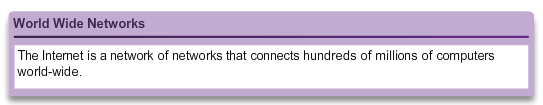 World Wide Networks
The Internet is a network of networks that connects hundreds of millions of computers
world-wide.